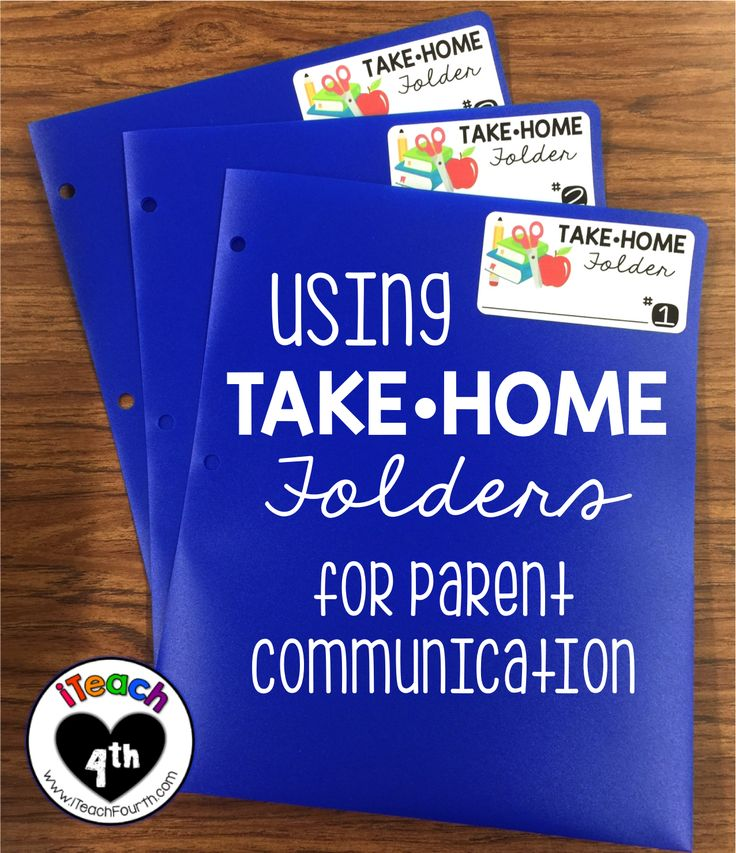 TAKE•HOME
Folder
#
TAKE•HOME
Folder
#2
TAKE•HOME
Folder
#1
using
TAKE•HOME
Folders
for parent
communication
iTeach
4th
www.iTeachFourth.com